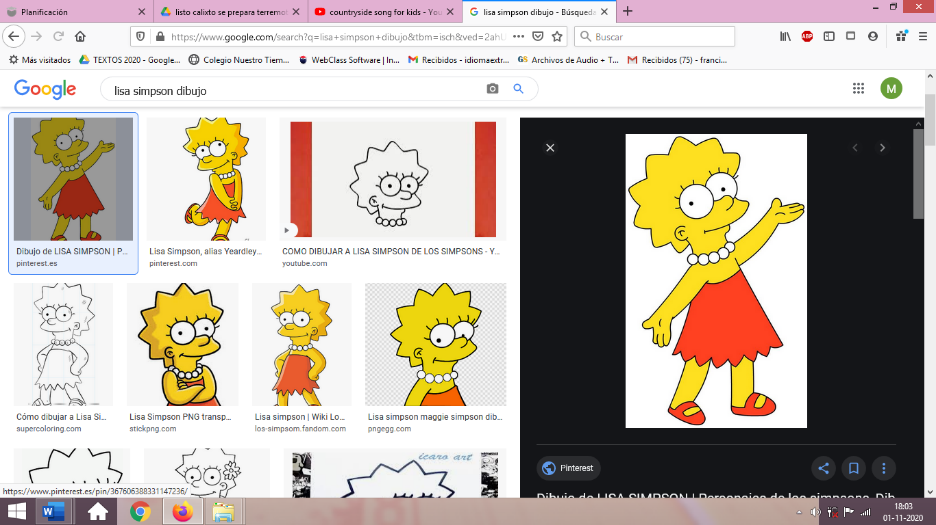 Planificación
listo calixto se prepara terremot
countryside song for kids - You
lisa simpson dibujo - Búsqueda
https://www.google.com/search?q=lisa+simpson+dibujo&tbm=isch&ved=2ahU
Buscar
Más visitados
TEXTOS 2020 - Google...
Colegio Nuestro Tiem...
WebClass Software | In...
Recibidos - idiomaextr...
GS Archivos de Audio + T...
Recibidos (75) - franci...
Google
lisa simpson dibujo
M
Dibujo de LISA SIMPSON | P...
pinterest.es
Lisa Simpson, alias Yeardley...
pinterest.com
COMO DIBUJAR A LISA SIMPSON DE LOS SIMPSONS - Y...
youtube.com
Cómo dibujar a Lisa Si...
supercoloring.com
Lisa Simpson PNG transp...
stickpng.com
Lisa simpson | Wiki Lo...
los-simpsom.fandom.com
Lisa simpson maggie simpson dib...
pngegg.com
icaro art
Pinterest
Dibujo de LISA SIMPSON | Personajes de los simpsons, Dib
https://www.pinterest.es/pin/367606388331147236/
ABP
W
18:03
01-11-2020